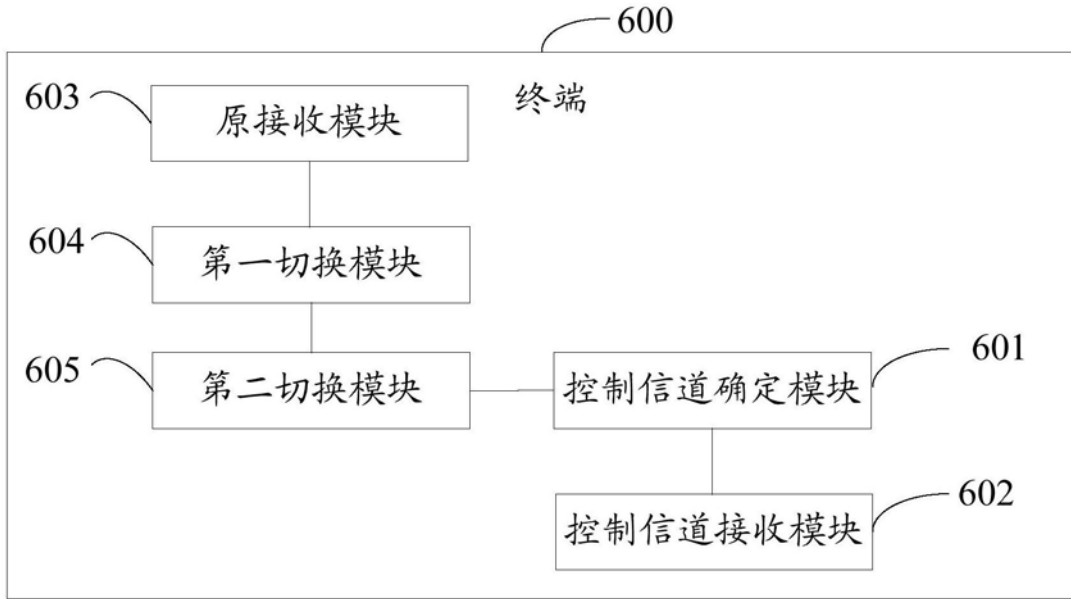 600
终端
603
原接收模块
604
第一切换模块
605
第二切换模块
601
控制信道确定模块
602
控制信道接收模块